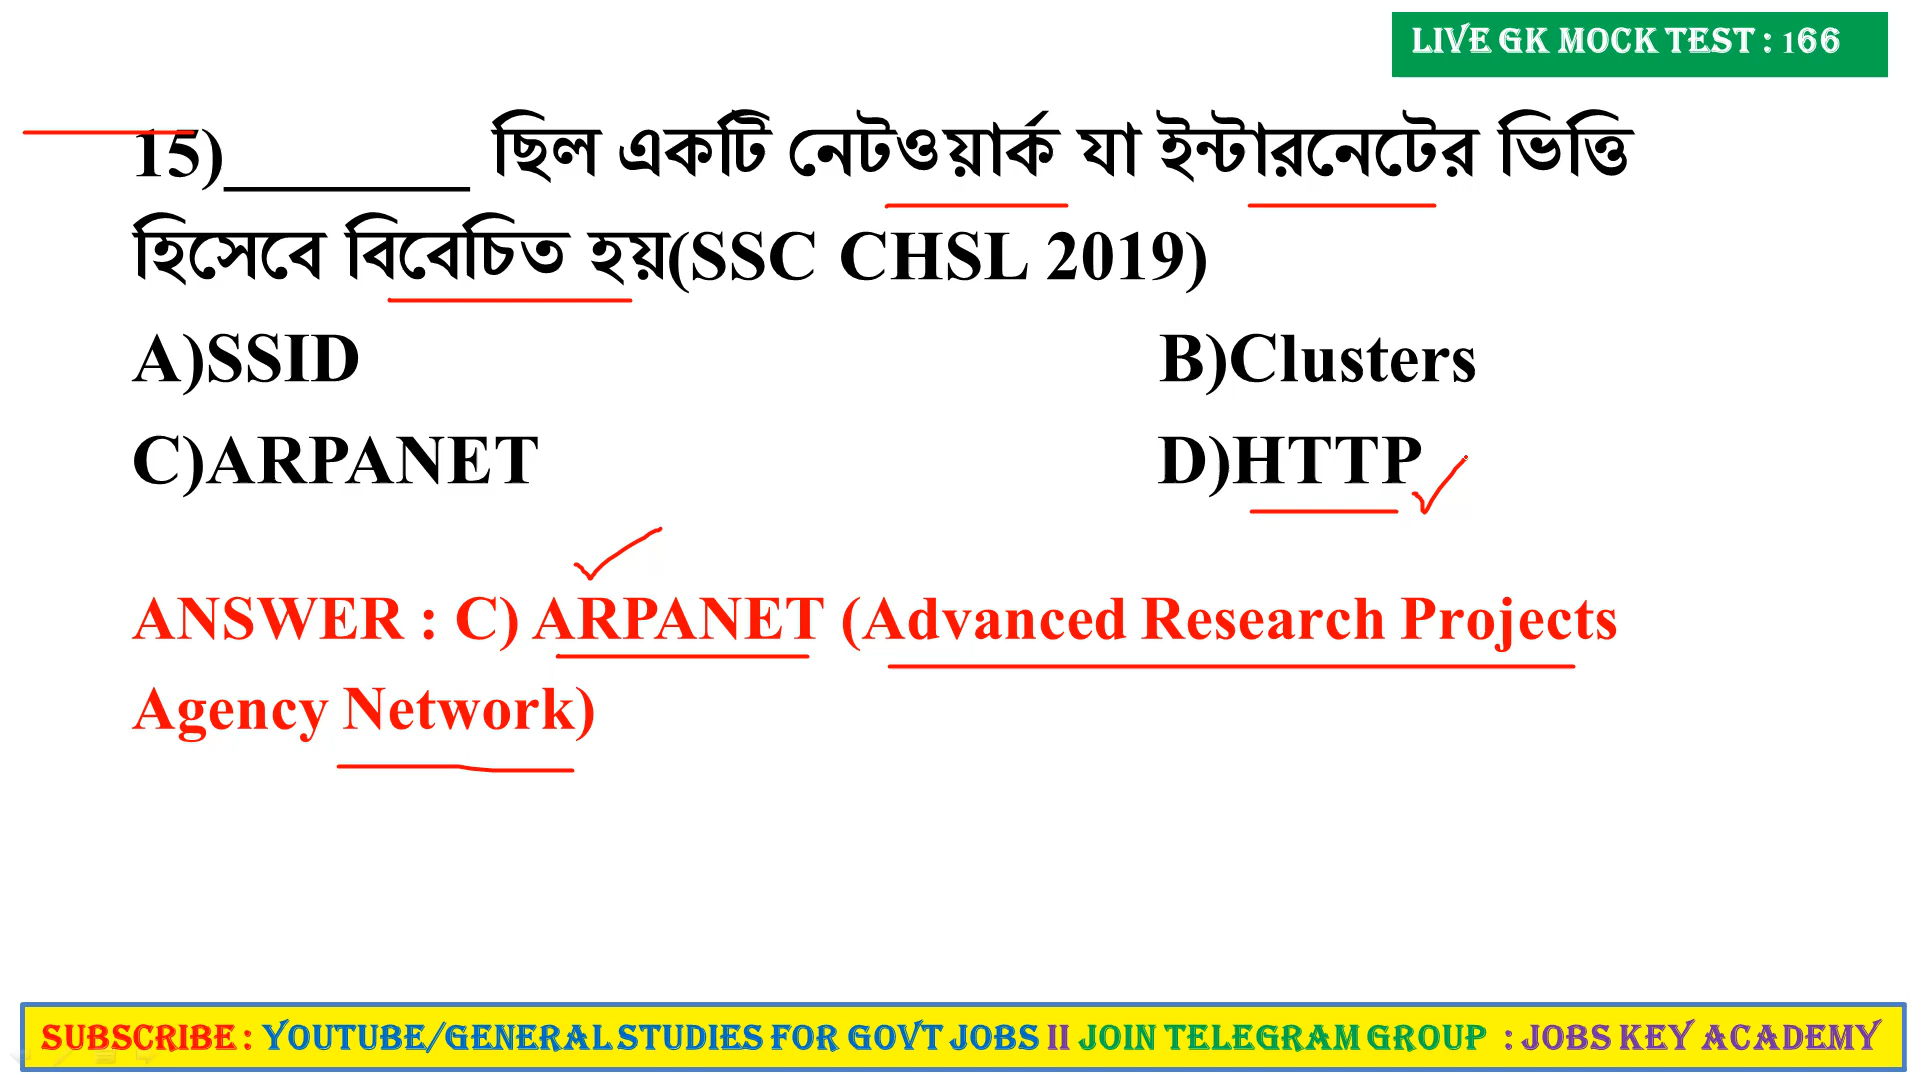 LIVE GK MOCK TEST : 166
15)_______ ছিল একটি নেটওয়ার্ক যা ইন্টারনেটের ভিত্তি
হিসেবে বিবেচিত হয়(SSC CHSL 2019)
A)SSID B)Clusters
C)ARPANET D)HTTP
ANSWER : C) ARPANET (Advanced Research Projects
Agency Network)
SUBSCRIBE : YOUTUBE/GENERAL STUDIES FOR GOVT JOBS II JOIN TELEGRAM GROUP : JOBS KEY ACADEMY